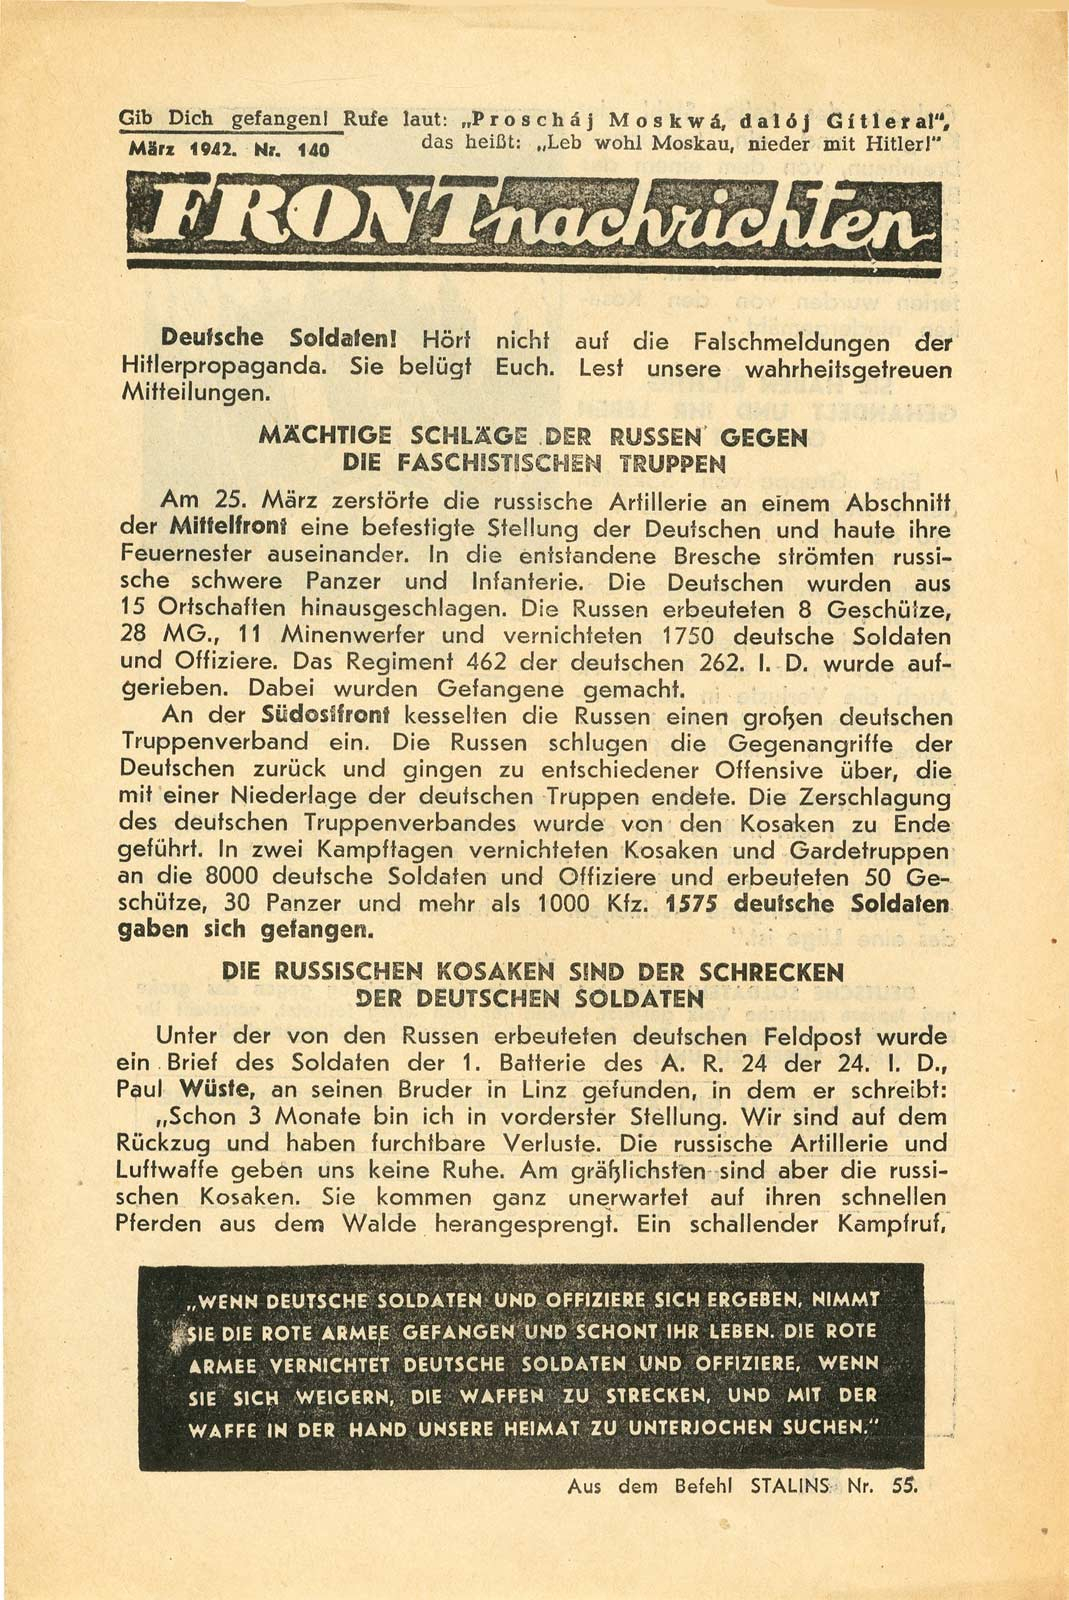 Gib Dich gefangen! Rufe laut: „Proscháj Moskwá, dalój Gitlera!“,
März 1942. Nr. 140
das heißt: „Leb wohl Moskau, nieder mit Hitler!“
FRONTnachrichten
Deutsche Soldaten! Hört nicht auf die Falschmeldungen der
Hitlerpropaganda. Sie belügt Euch. Lest unsere wahrheitsgetreuen
Mitteilungen.
MÄCHTIGE SCHLÄGE DER RUSSEN GEGEN
DIE FASCHISTISCHEN TRUPPEN
Am 25. März zerstörte die russische Artillerie an einem Abschnitt
der Mittelfront eine befestigte Stellung der Deutschen und haute ihre
Feuernester auseinander. In die entstandene Bresche strömten russi-
sche schwere Panzer und Infanterie. Die Deutschen wurden aus
15 Ortschaften hinausgeschlagen. Die Russen erbeuteten 8 Geschütze,
28 MG., 11 Minenwerfer und vernichteten 1750 deutsche Soldaten
und Offiziere. Das Regiment 462 der deutschen 262. I. D. wurde auf-
gerieben. Dabei wurden Gefangene gemacht.
An der Südostfront kesselten die Russen einen großen deutschen
Truppenverband ein. Die Russen schlugen die Gegenangriffe der
Deutschen zurück und gingen zu entschiedener Offensive über, die
mit einer Niederlage der deutschen Truppen endete. Die Zerschlagung
des deutschen Truppenverbandes wurde von den Kosaken zu Ende
geführt. In zwei Kampftagen vernichteten Kosaken und Gardetruppen
an die 8000 deutsche Soldaten und Offiziere und erbeuteten 50 Ge-
schütze, 30 Panzer und mehr als 1000 Kfz. 1575 deutsche Soldaten
gaben sich gefangen.
DIE RUSSISCHEN KOSAKEN SIND DER SCHRECKEN
DER DEUTSCHEN SOLDATEN
Unter der von den Russen erbeuteten deutschen Feldpost wurde
ein Brief des Soldaten der 1. Batterie des A. R. 24 der 24. I. D.,
Paul Wüste, an seinen Bruder in Linz gefunden, in dem er schreibt:
„Schon 3 Monate bin ich in vorderster Stellung. Wir sind auf dem
Rückzug und haben furchtbare Verluste. Die russische Artillerie und
Luftwaffe geben uns keine Ruhe. Am gräßlichsten sind aber die russi-
schen Kosaken. Sie kommen ganz unerwartet auf ihren schnellen
Pferden aus dem Walde herangesprengt. Ein schallender Kampfruf,
„WENN DEUTSCHE SOLDATEN UND OFFIZIERE SICH ERGEBEN, NIMMT
SIE DIE ROTE ARMEE GEFANGEN UND SCHONT IHR LEBEN. DIE ROTE
ARMEE VERNICHTET DEUTSCHE SOLDATEN UND OFFIZIERE, WENN
SIE SICH WEIGERN, DIE WAFFEN ZU STRECKEN, UND MIT DER
WAFFE IN DER HAND UNSERE HEIMAT ZU UNTERJOCHEN SUCHEN.“
Aus dem Befehl STALINS Nr. 55.